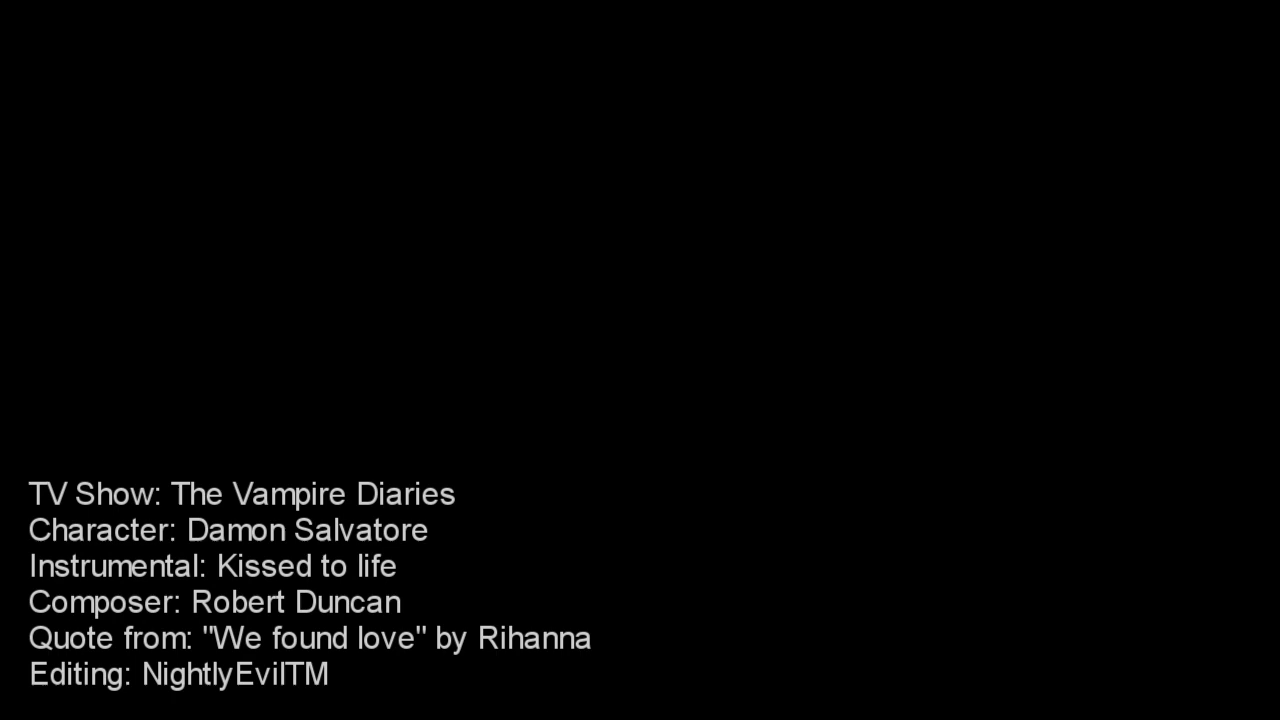 TV Show: The Vampire Diaries
Character: Damon Salvatore
Instrumental: Kissed to life
Composer: Robert Duncan
Quote from: "We found love" by Rihanna
Editing: NightlyEvilTM